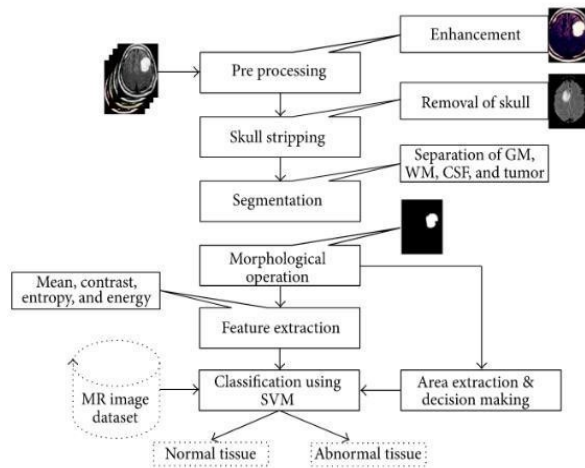 Enhancement
Pre processing
Removal of skull
Skull stripping
Separation of GM,
WM, CSF, and tumor
Segmentation
Morphological
operation
Mean, contrast,
entropy, and energy
Feature extraction
MR image
dataset
Classification using
SVM
Area extraction &
decision making
Normal tissue
Abnormal tissue